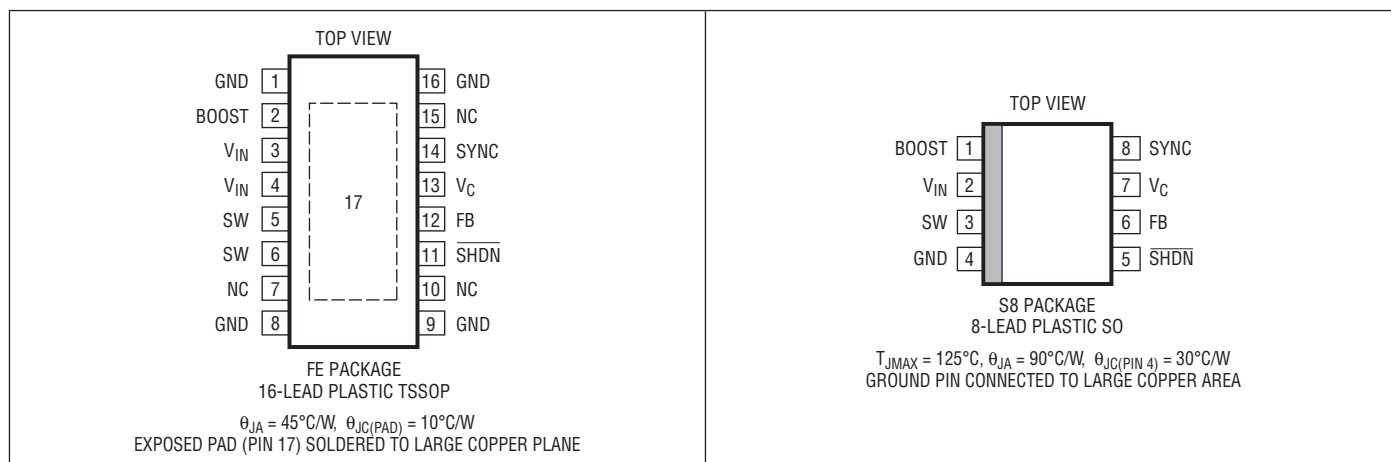 TOP VIEW
GND 1 16 GND
BOOST 2 15 NC
VIN 3 14 SYNC
VIN 4 13 VC
SW 5 17 12 FB
SW 6 11 SHDN
NC 7 10 NC
GND 8 9 GND
FE PACKAGE
16-LEAD PLASTIC TSSOP
θJA = 45°C/W, θJC(PAD) = 10°C/W
EXPOSED PAD (PIN 17) SOLDERED TO LARGE COPPER PLANE
TOP VIEW
BOOST 1 8 SYNC
VIN 2 7 VC
SW 3 6 FB
GND 4 5 SHDN
S8 PACKAGE
8-LEAD PLASTIC SO
TJMAX = 125°C, θJA = 90°C/W, θJC(PIN 4) = 30°C/W
GROUND PIN CONNECTED TO LARGE COPPER AREA